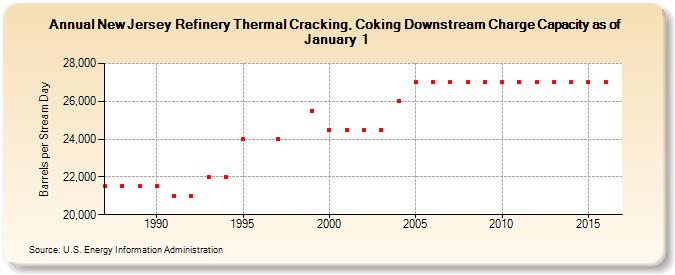 Annual New Jersey Refinery Thermal Cracking, Coking Downstream Charge Capacity as of
January 1
Barrels per Stream Day
28,000
26,000
24,000
22,000
20,000
1990
1995
2000
2005
2010
2015
Source: U.S. Energy Information Administration